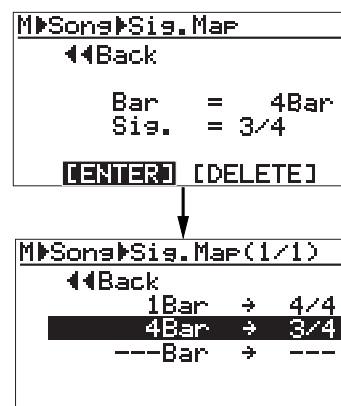 M▶Song▶Sig.Map
◀◀Back
Bar = 4Bar
Sig. = 3/4
[ENTER] [DELETE]
M▶Song▶Sig.Map(1/1)
◀◀Back
1Bar → 4/4
4Bar → 3/4
---Bar → ---